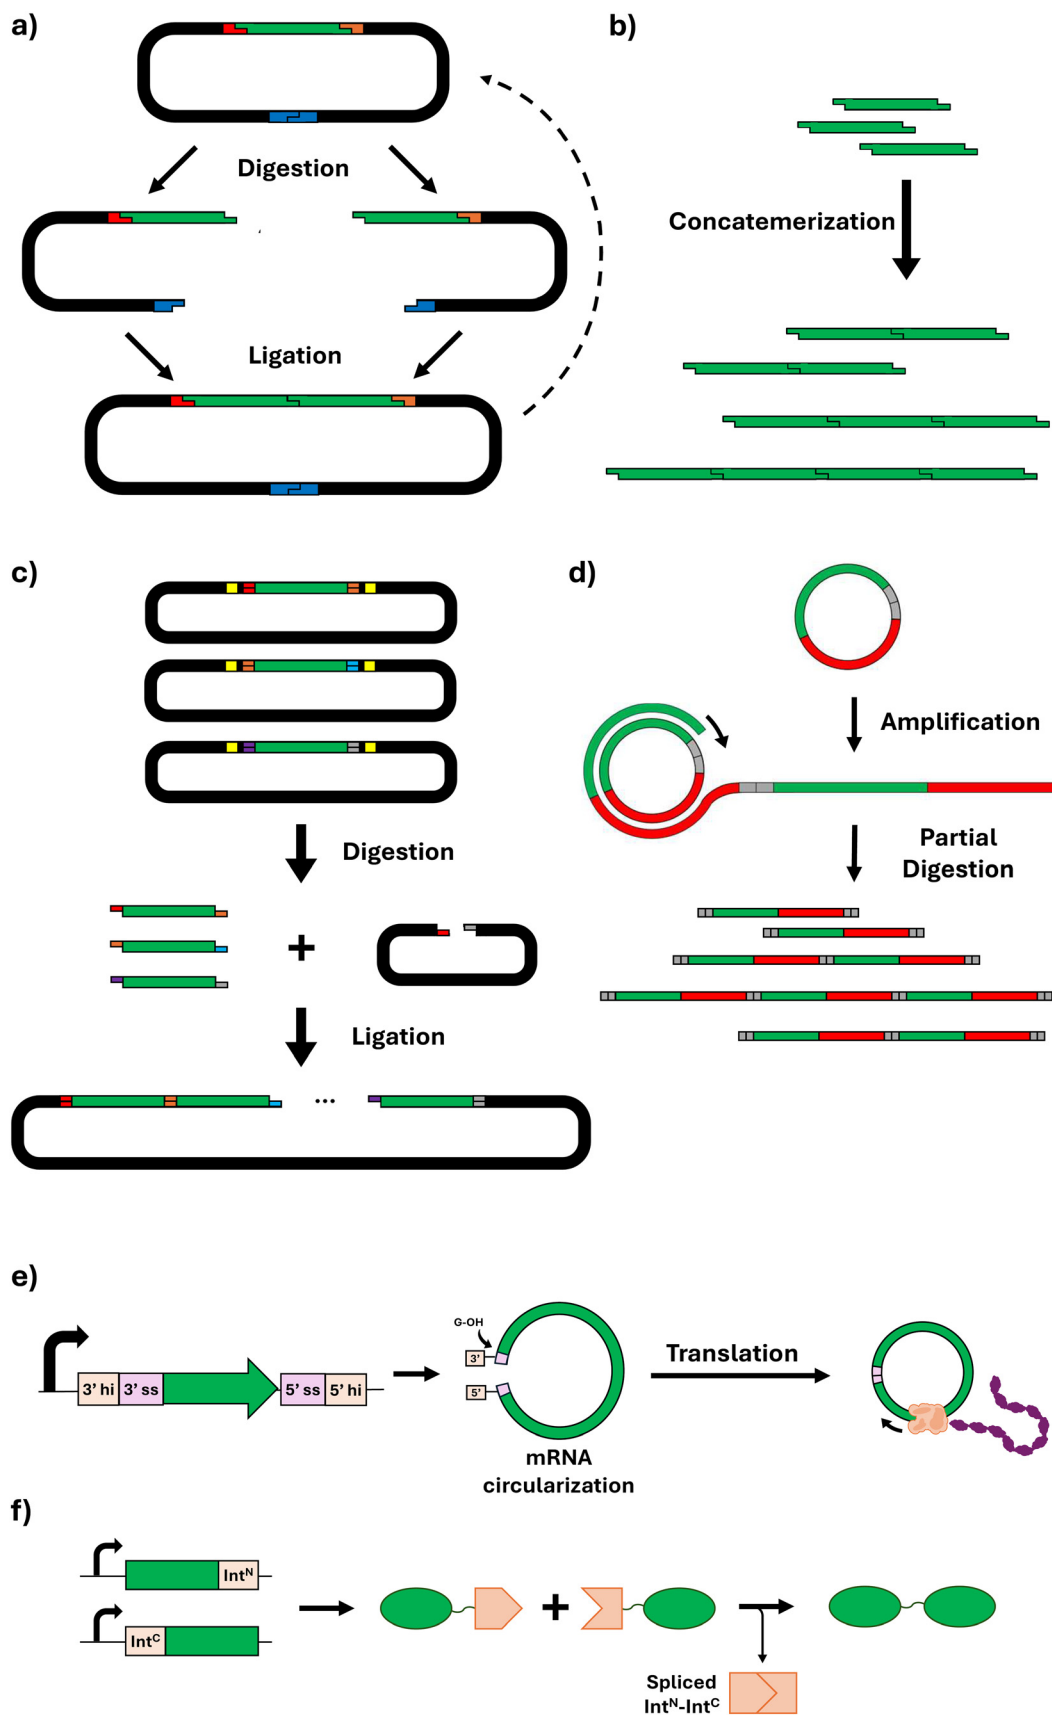 a)
b)
Digestion
Concatemerization
Ligation
c)
d)
Amplification
Digestion
Partial
Digestion
+
Ligation
...
e)
G-OH
3’ hi 3’ ss 5’ ss 5’ hi
3’
5’
Translation
mRNA
circularization
f)
Intᴺ
+
Intᶜ
Spliced
Intᴺ-Intᶜ